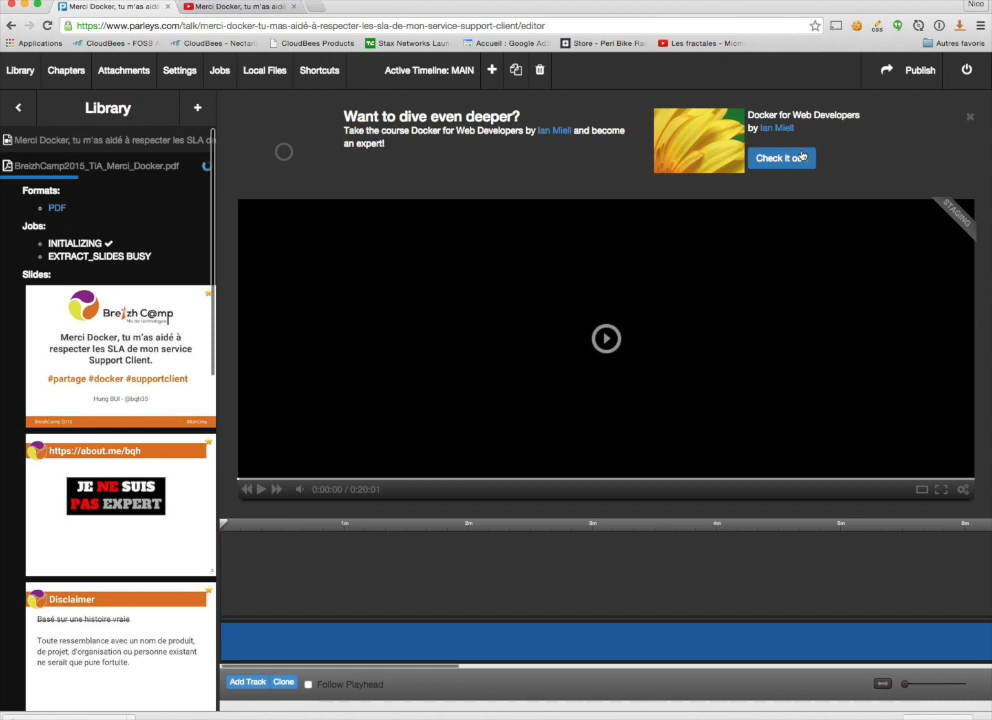 Merci Docker, tu m'as aidé à
Merci Docker, tu m'as aidé à
Nico
https://www.parleys.com/talk/merci-docker-tu-mas-aidé-à-respecter-les-sla-de-mon-service-support-client/editor
Applications
CloudBees - FOSS
CloudBees - Nectar
CloudBees Products
Stax Networks Laun
Accueil : Google Ad
Store - Peri Bike Ra
Les fractales - Micr
Autres favoris
Library
Chapters
Attachments
Settings
Jobs
Local Files
Shortcuts
Active Timeline: MAIN
Publish
Library
Merci Docker, tu m'as aidé à respecter les SLA d
BreizhCamp2015_TiA_Merci_Docker.pdf
Formats:
PDF
Jobs:
INITIALIZING ✓
EXTRACT_SLIDES BUSY
Slides:
Breizh C@mp
Merci Docker, tu m'as aidé à
respecter les SLA de mon service
Support Client.
#partage #docker #supportclient
Hung BUI - @bqh35
BreizhCamp 2015
https://about.me/bqh
JE NE SUIS
PAS EXPERT
Disclaimer
Basé sur une histoire vraie
Toute ressemblance avec un nom de produit,
de projet, d'organisation ou personne existant
ne serait que pure fortuite.
Want to dive even deeper?
Take the course Docker for Web Developers by Ian Miell and become
an expert!
Docker for Web Developers
by Ian Miell
Check it out
STAGING
0:00:00 / 0:20:01
1m
2m
3m
4m
5m
6m
Add Track
Clone
Follow Playhead